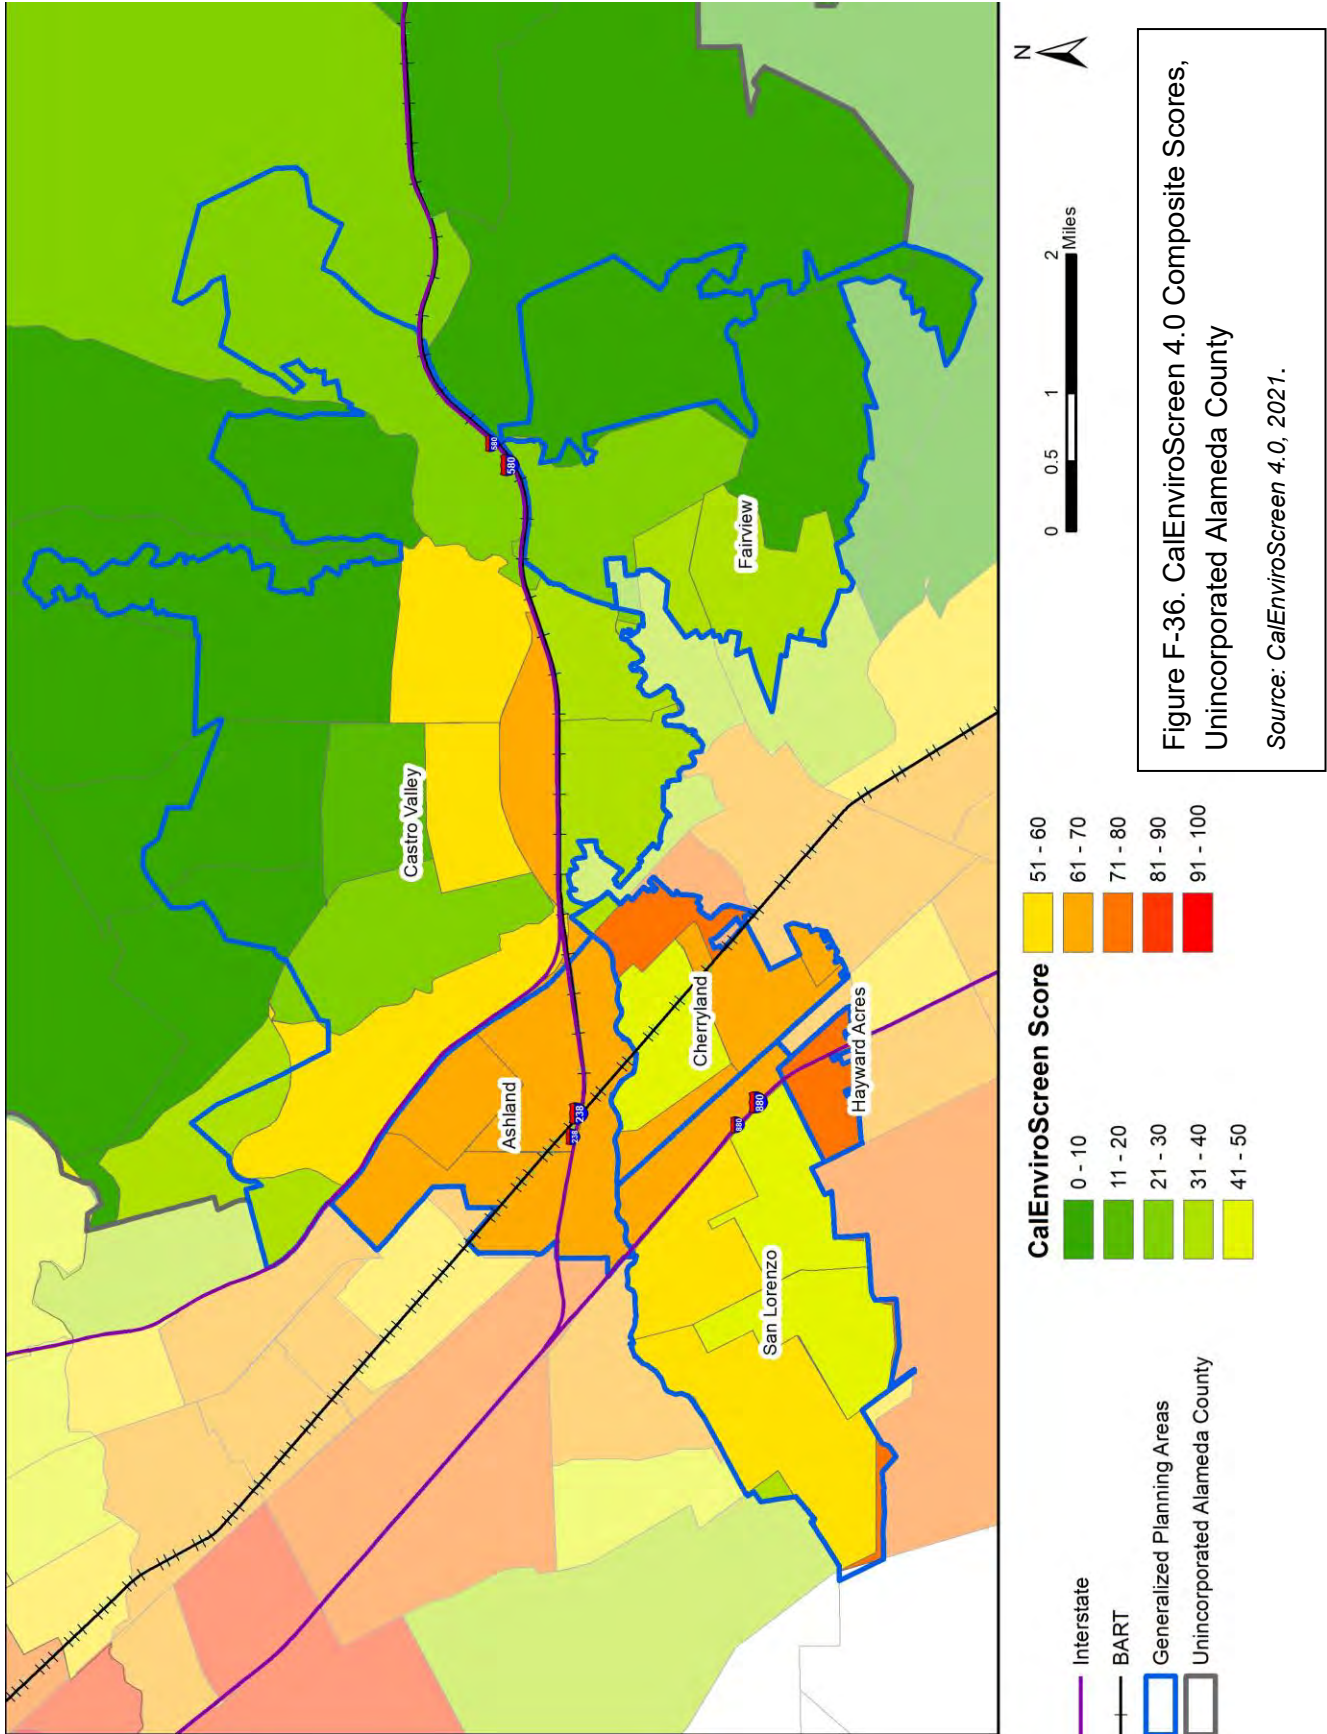 Castro Valley
Ashland
Cherryland
Hayward Acres
San Lorenzo
Fairview
580
580
238
238
880
880
N
0 0.5 1 2
Miles
Interstate
BART
Generalized Planning Areas
Unincorporated Alameda County
CalEnviroScreen Score
0 - 10
11 - 20
21 - 30
31 - 40
41 - 50
51 - 60
61 - 70
71 - 80
81 - 90
91 - 100
Figure F-36. CalEnviroScreen 4.0 Composite Scores,
Unincorporated Alameda County
Source: CalEnviroScreen 4.0, 2021.